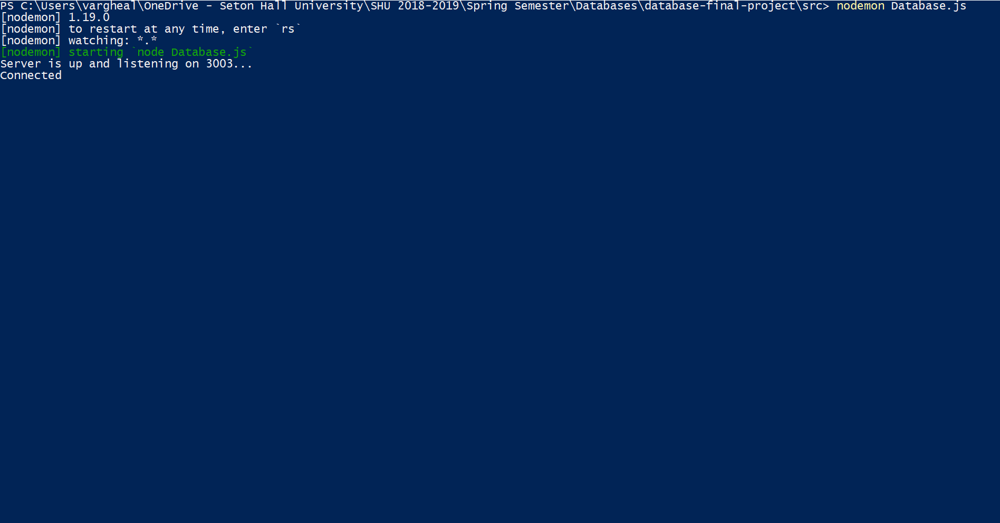 PS C:\Users\vargheal\OneDrive - Seton Hall University\SHU 2018-2019\Spring Semester\Databases\database-final-project\src> nodemon Database.js
[nodemon] 1.19.0
[nodemon] to restart at any time, enter `rs`
[nodemon] watching: *.*
[nodemon] starting `node Database.js`
Server is up and listening on 3003...
Connected